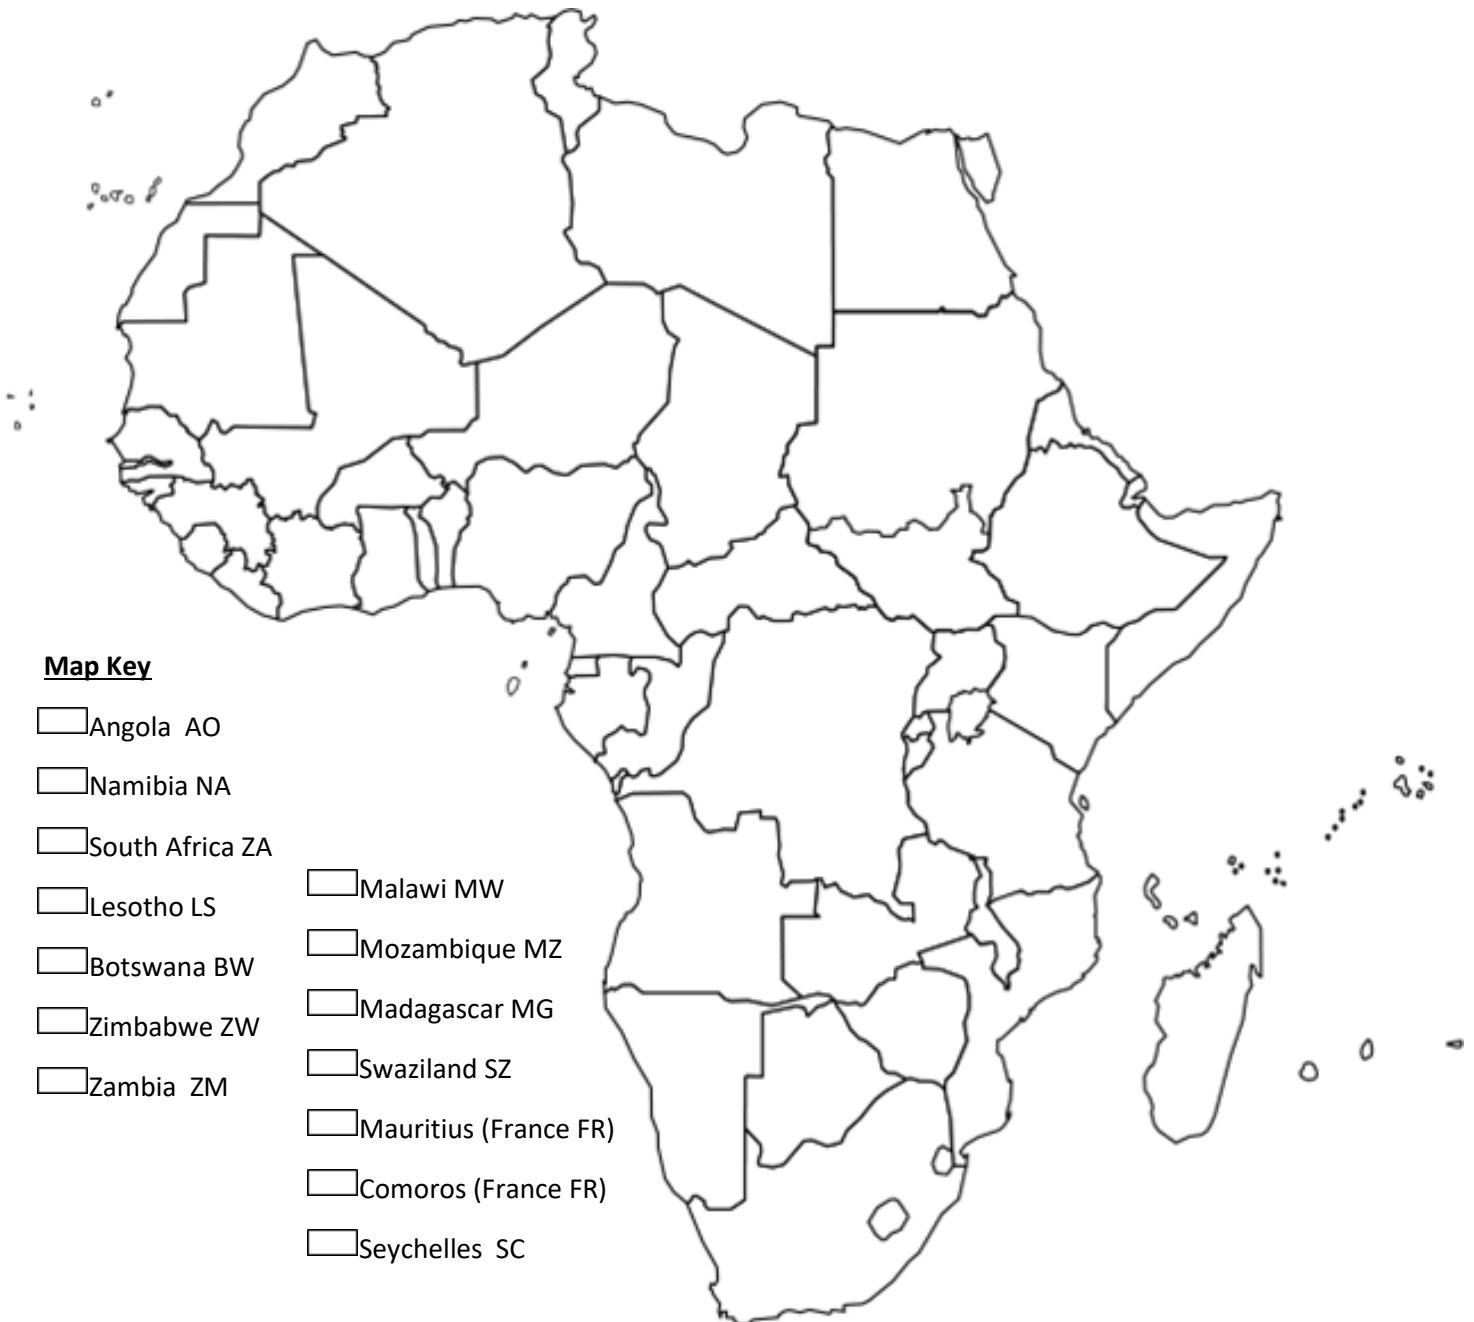 Map Key
Angola  AO
Namibia NA
South Africa ZA
Lesotho LS
Botswana BW
Zimbabwe ZW
Zambia  ZM
Malawi MW
Mozambique MZ
Madagascar MG
Swaziland SZ
Mauritius (France FR)
Comoros (France FR)
Seychelles  SC